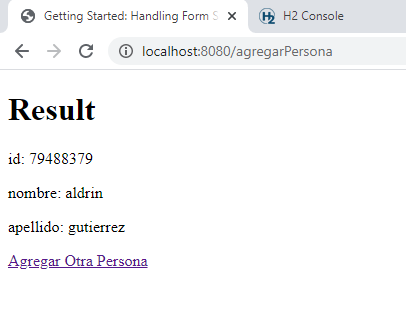 Getting Started: Handling Form S
H2 Console
localhost:8080/agregarPersona
Result
id: 79488379
nombre: aldrin
apellido: gutierrez
Agregar Otra Persona